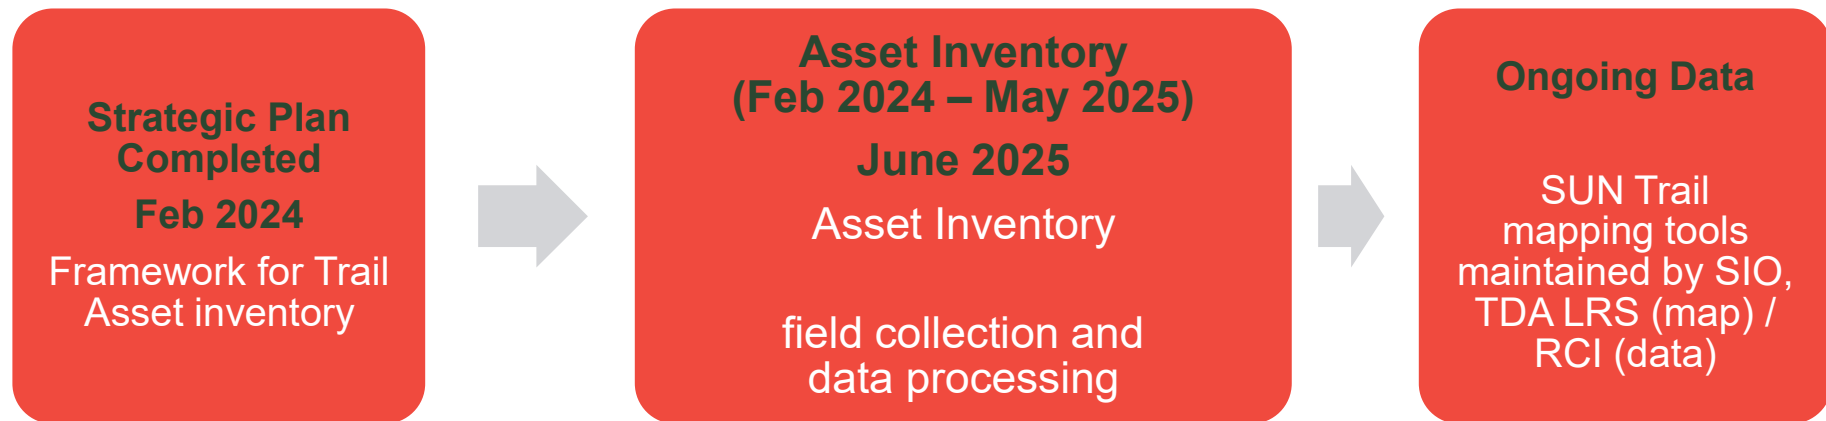 Strategic Plan
Completed
Feb 2024
Framework for Trail
Asset inventory
Asset Inventory
(Feb 2024 – May 2025)
June 2025
Asset Inventory
field collection and
data processing
Ongoing Data
SUN Trail
mapping tools
maintained by SIO,
TDA LRS (map) /
RCI (data)